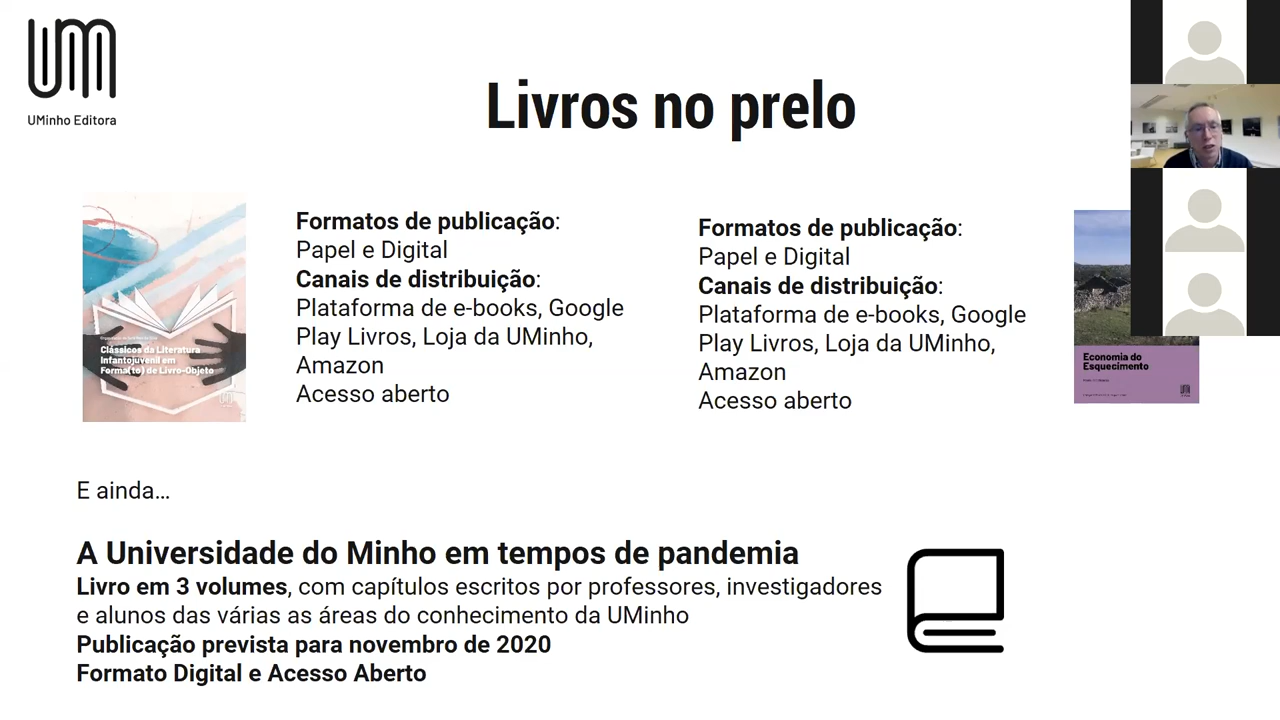 UMinho Editora
Livros no prelo
Clássicos da Literatura
Infantojuvenil em
Forma(to) de Livro-Objeto
Formatos de publicação:
Papel e Digital
Canais de distribuição:
Plataforma de e-books, Google
Play Livros, Loja da UMinho,
Amazon
Acesso aberto
Formatos de publicação:
Papel e Digital
Canais de distribuição:
Plataforma de e-books, Google
Play Livros, Loja da UMinho,
Amazon
Acesso aberto
Economia do
Esquecimento
E ainda...
A Universidade do Minho em tempos de pandemia
Livro em 3 volumes, com capítulos escritos por professores, investigadores
e alunos das várias as áreas do conhecimento da UMinho
Publicação prevista para novembro de 2020
Formato Digital e Acesso Aberto